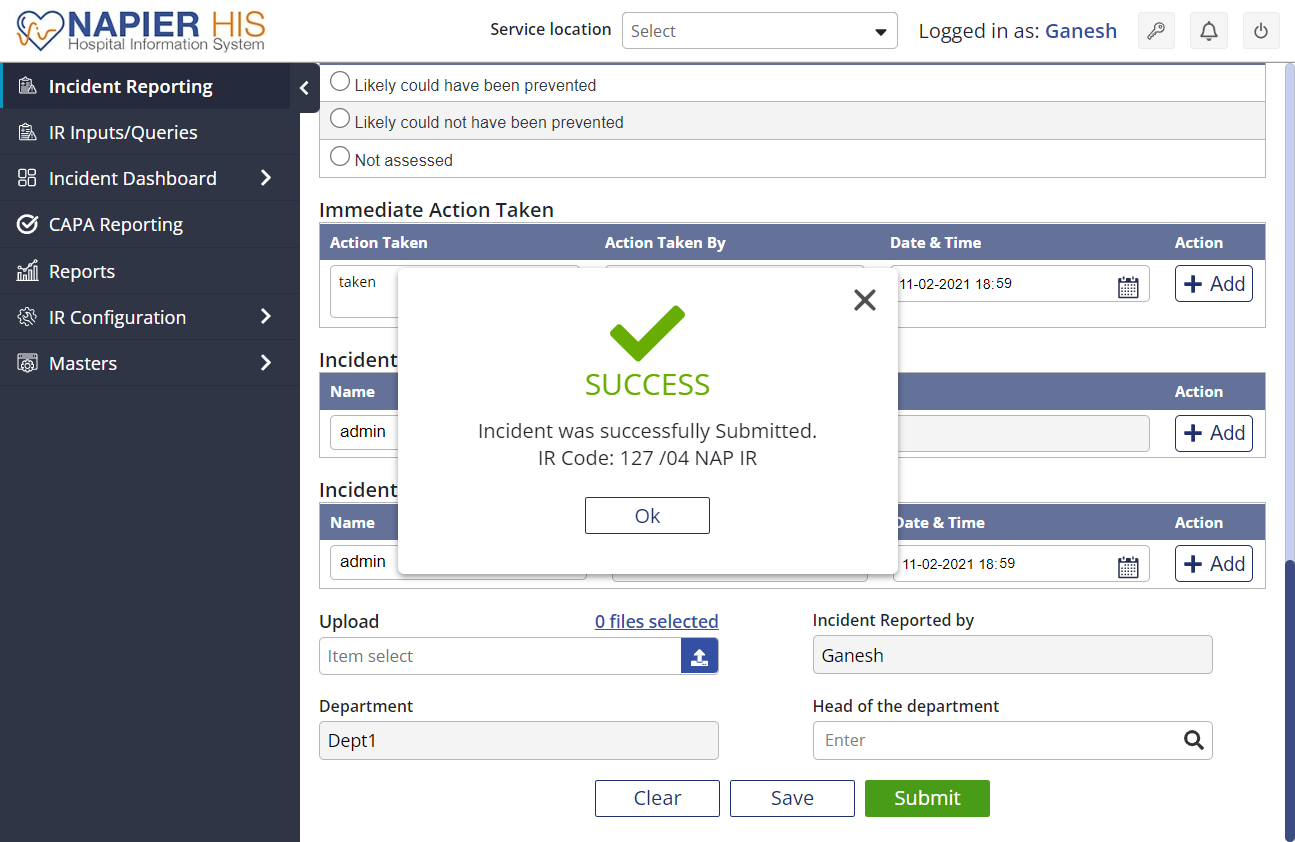 NAPIER HIS
Hospital Information System
Service location
Select
Logged in as: Ganesh
Incident Reporting
IR Inputs/Queries
Incident Dashboard
CAPA Reporting
Reports
IR Configuration
Masters
Likely could have been prevented
Likely could not have been prevented
Not assessed
Immediate Action Taken
Action Taken Action Taken By Date & Time Action
taken 11-02-2021 18:59 Add
Incident
Name Action
admin Add
Incident
Name Date & Time Action
admin 11-02-2021 18:59 Add
SUCCESS
Incident was successfully Submitted.
IR Code: 127 /04 NAP IR
Ok
Upload 0 files selected
Item select
Incident Reported by
Ganesh
Department
Dept1
Head of the department
Enter
Clear Save Submit